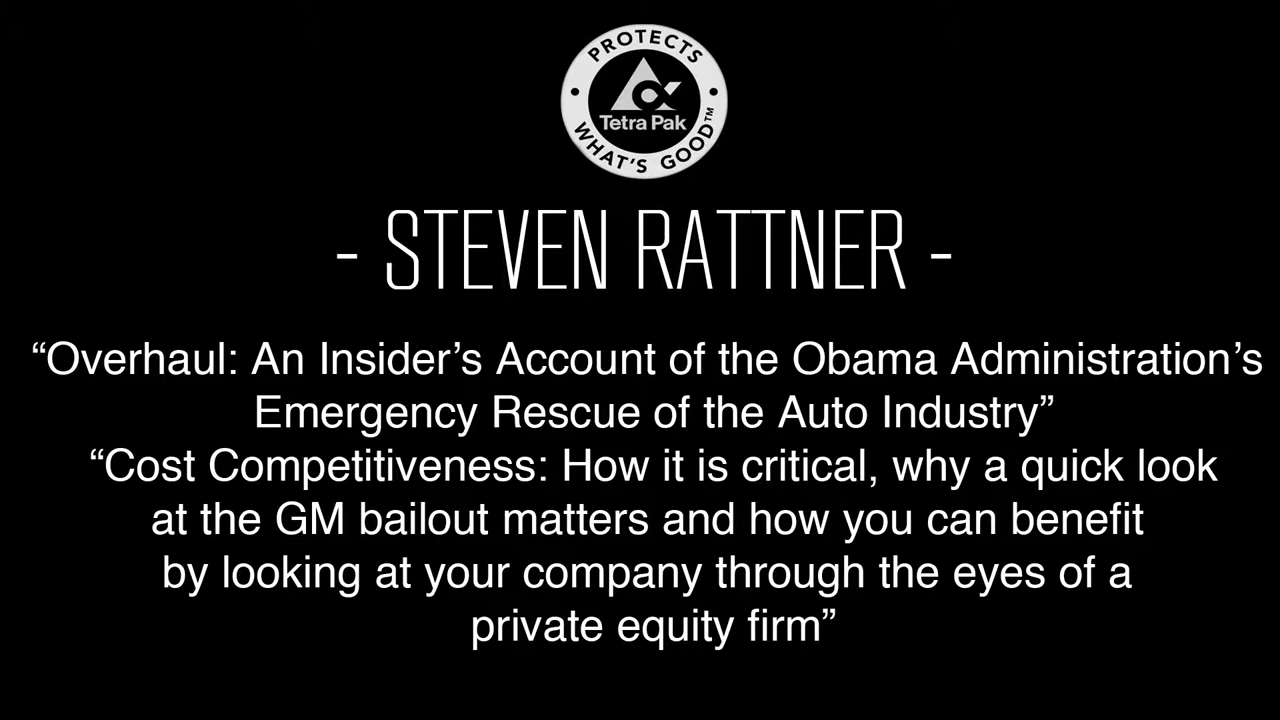 PROTECTS
Tetra Pak
WHAT'S GOOD™
- STEVEN RATTNER -
“Overhaul: An Insider’s Account of the Obama Administration’s
Emergency Rescue of the Auto Industry”
“Cost Competitiveness: How it is critical, why a quick look
at the GM bailout matters and how you can benefit
by looking at your company through the eyes of a
private equity firm”